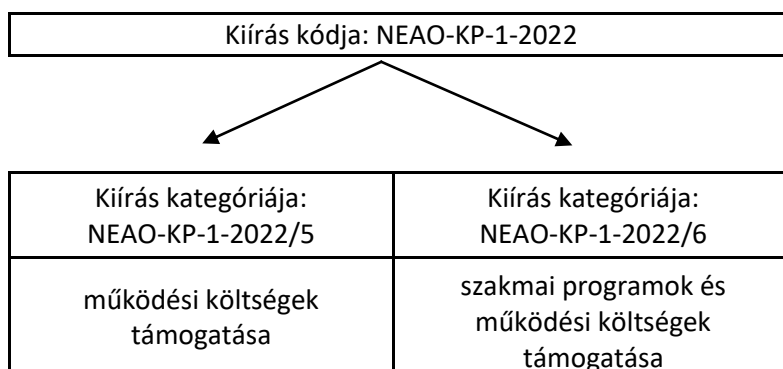 Kiírás kódja: NEAO-KP-1-2022
Kiírás kategóriája:
NEAO-KP-1-2022/5
Kiírás kategóriája:
NEAO-KP-1-2022/6
működési költségek
támogatása
szakmai programok és
működési költségek
támogatása